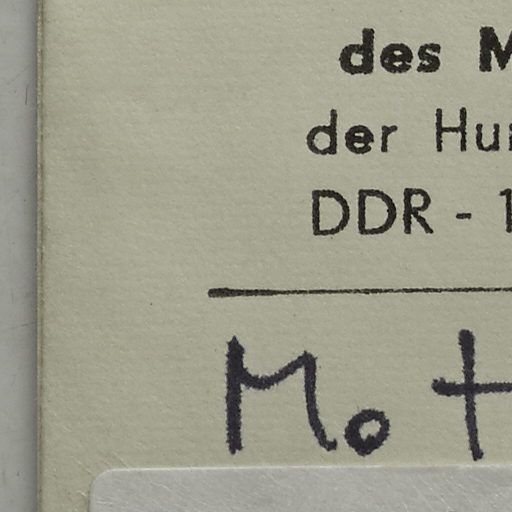 des M
der Hu
DDR - 1
Mo t